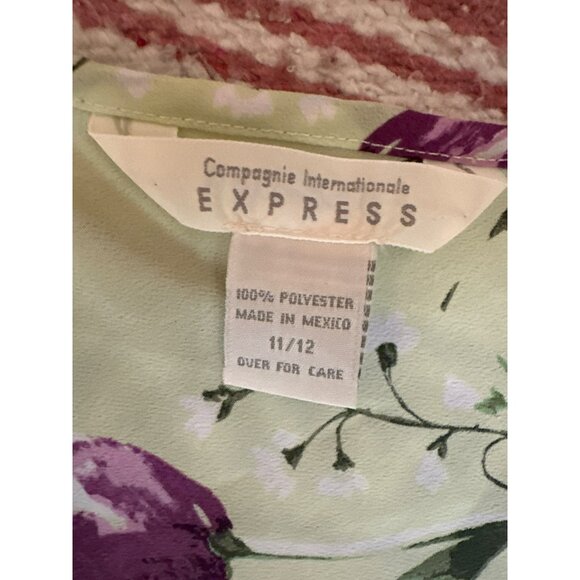 Compagnie Internationale
EXPRESS
100% POLYESTER
MADE IN MEXICO
11/12
OVER FOR CARE